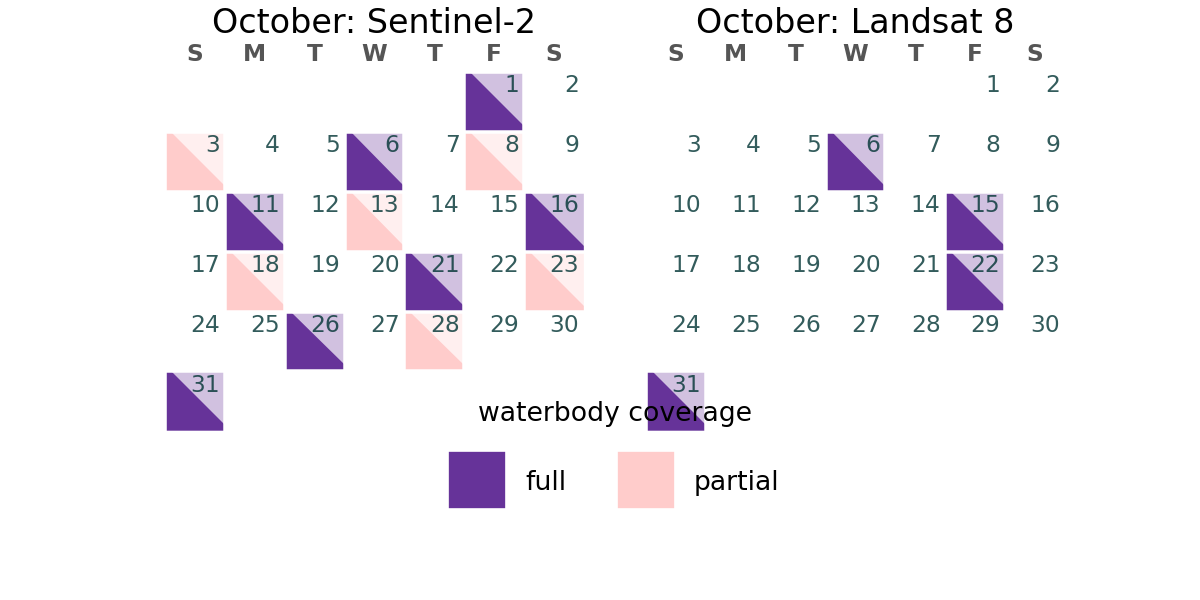 October: Sentinel-2
S M T W T F S
1 2
3 4 5 6 7 8 9
10 11 12 13 14 15 16
17 18 19 20 21 22 23
24 25 26 27 28 29 30
31
October: Landsat 8
S M T W T F S
1 2
3 4 5 6 7 8 9
10 11 12 13 14 15 16
17 18 19 20 21 22 23
24 25 26 27 28 29 30
31
waterbody coverage
full partial